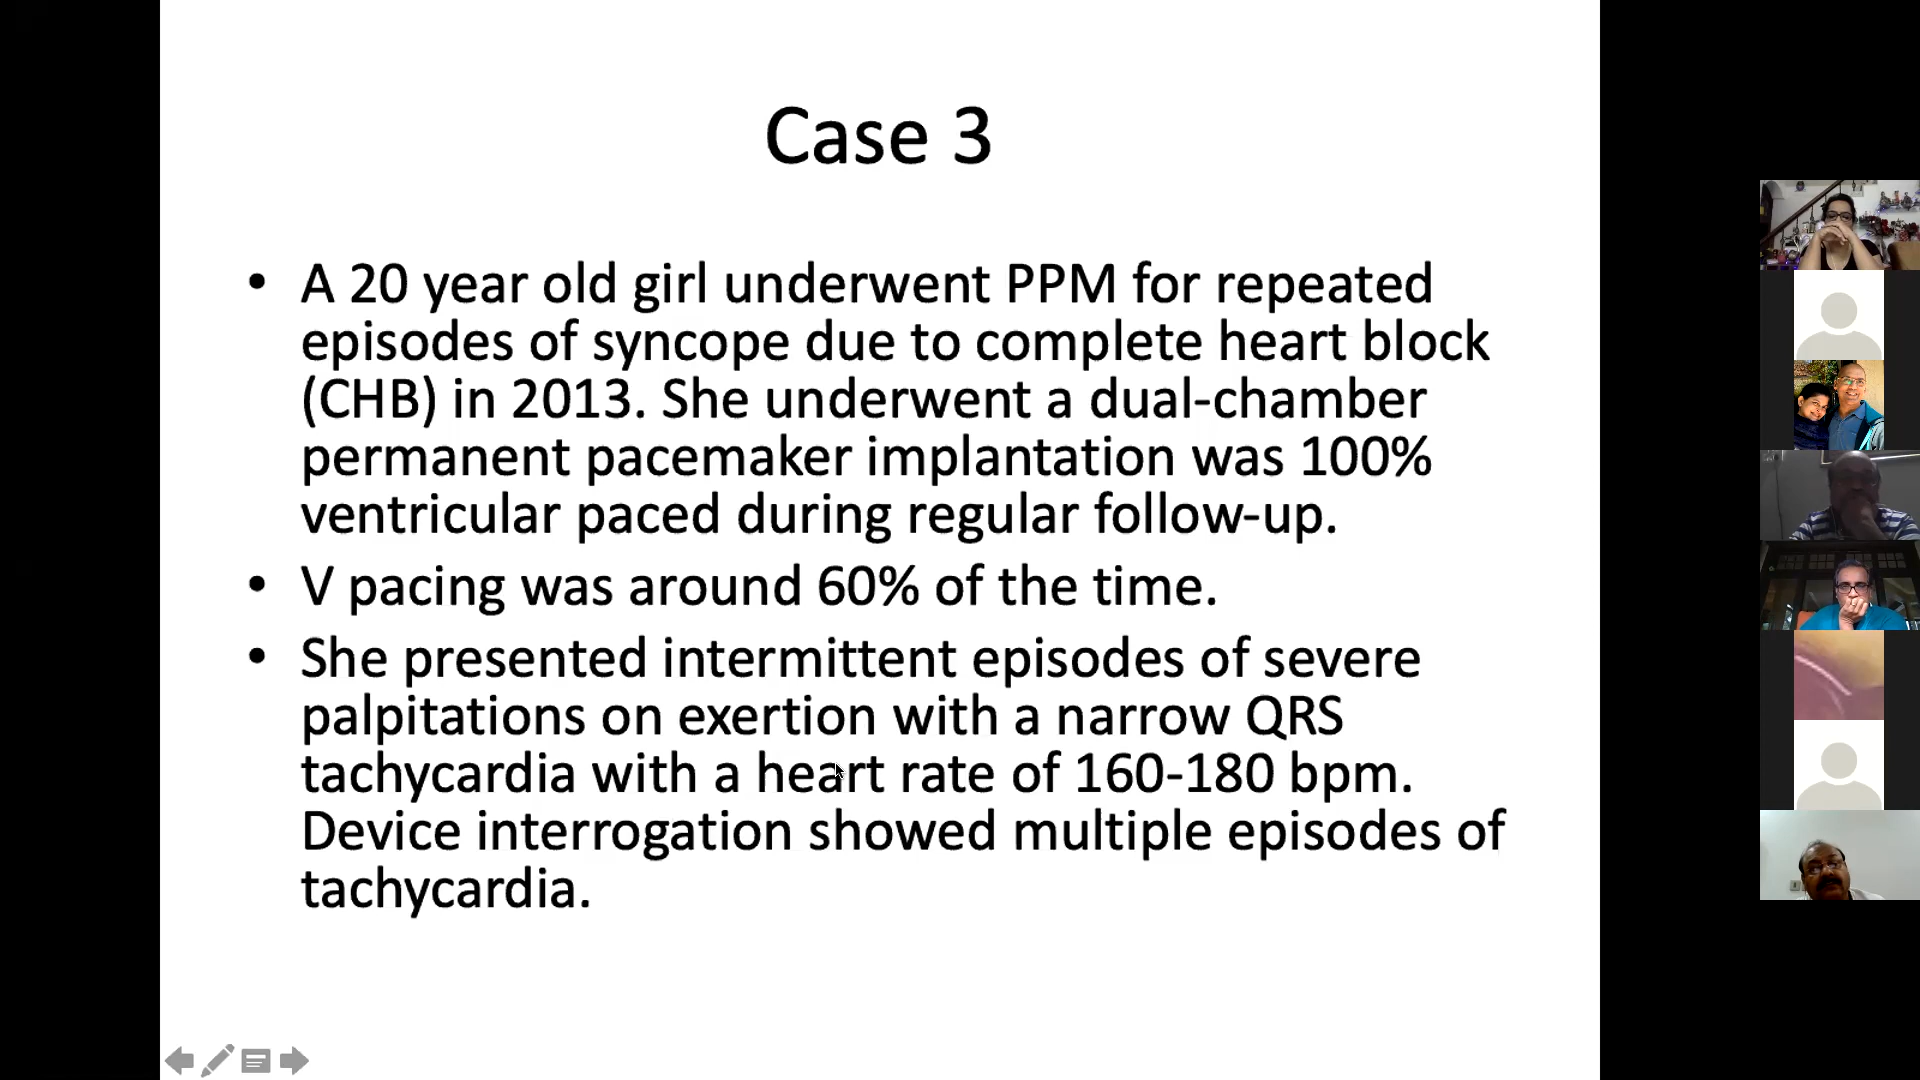 Case 3
• A 20 year old girl underwent PPM for repeated
episodes of syncope due to complete heart block
(CHB) in 2013. She underwent a dual-chamber
permanent pacemaker implantation was 100%
ventricular paced during regular follow-up.
• V pacing was around 60% of the time.
• She presented intermittent episodes of severe
palpitations on exertion with a narrow QRS
tachycardia with a heart rate of 160-180 bpm.
Device interrogation showed multiple episodes of
tachycardia.